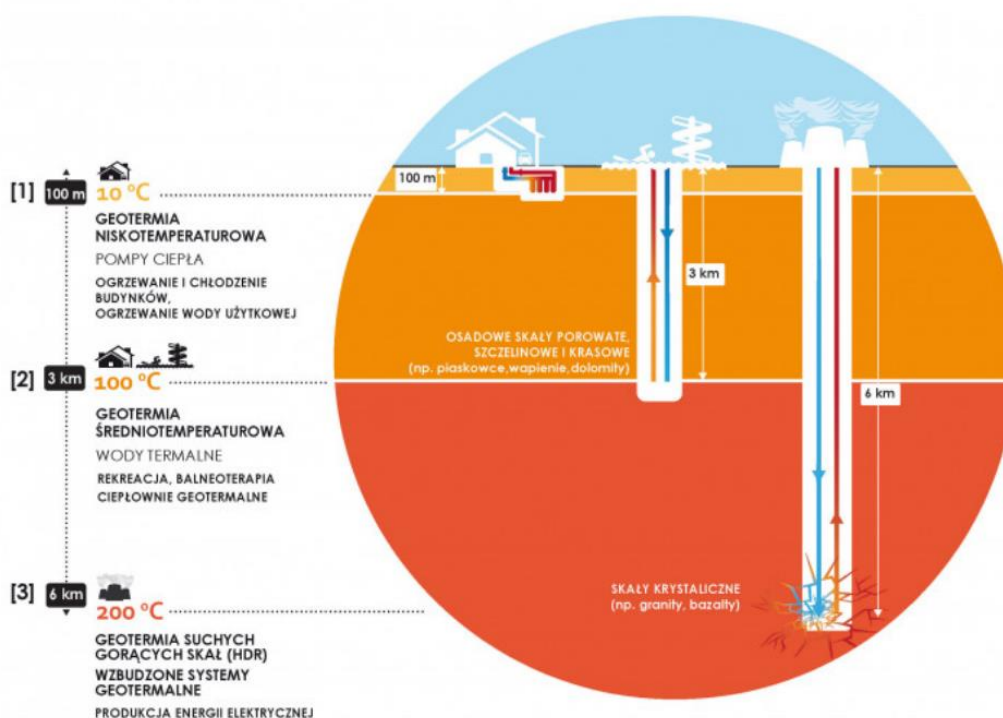 [1] 100 m 10 °C
GEOTERMIA
NISKOTEMPERATUROWA
POMPY CIEPŁA
OGRZEWANIE I CHŁODZENIE
BUDYNKÓW,
OGRZEWANIE WODY UŻYTKOWEJ
[2] 3 km 100 °C
GEOTERMIA
ŚREDNIOTEMPERATUROWA
WODY TERMALNE
REKREACJA, BALNEOTERAPIA
CIEPŁOWNIE GEOTERMALNE
[3] 6 km 200 °C
GEOTERMIA SUCHYCH
GORĄCYCH SKAŁ (HDR)
WZBUDZONE SYSTEMY
GEOTERMALNE
PRODUKCJA ENERGII ELEKTRYCZNEJ
100 m
3 km
OSADOWE SKAŁY POROWATE,
SZCZELINOWE I KRASOWE
(np. piaskowce,wapienie,dolomity)
6 km
SKAŁY KRYSTALICZNE
(np. granity, bazalty)